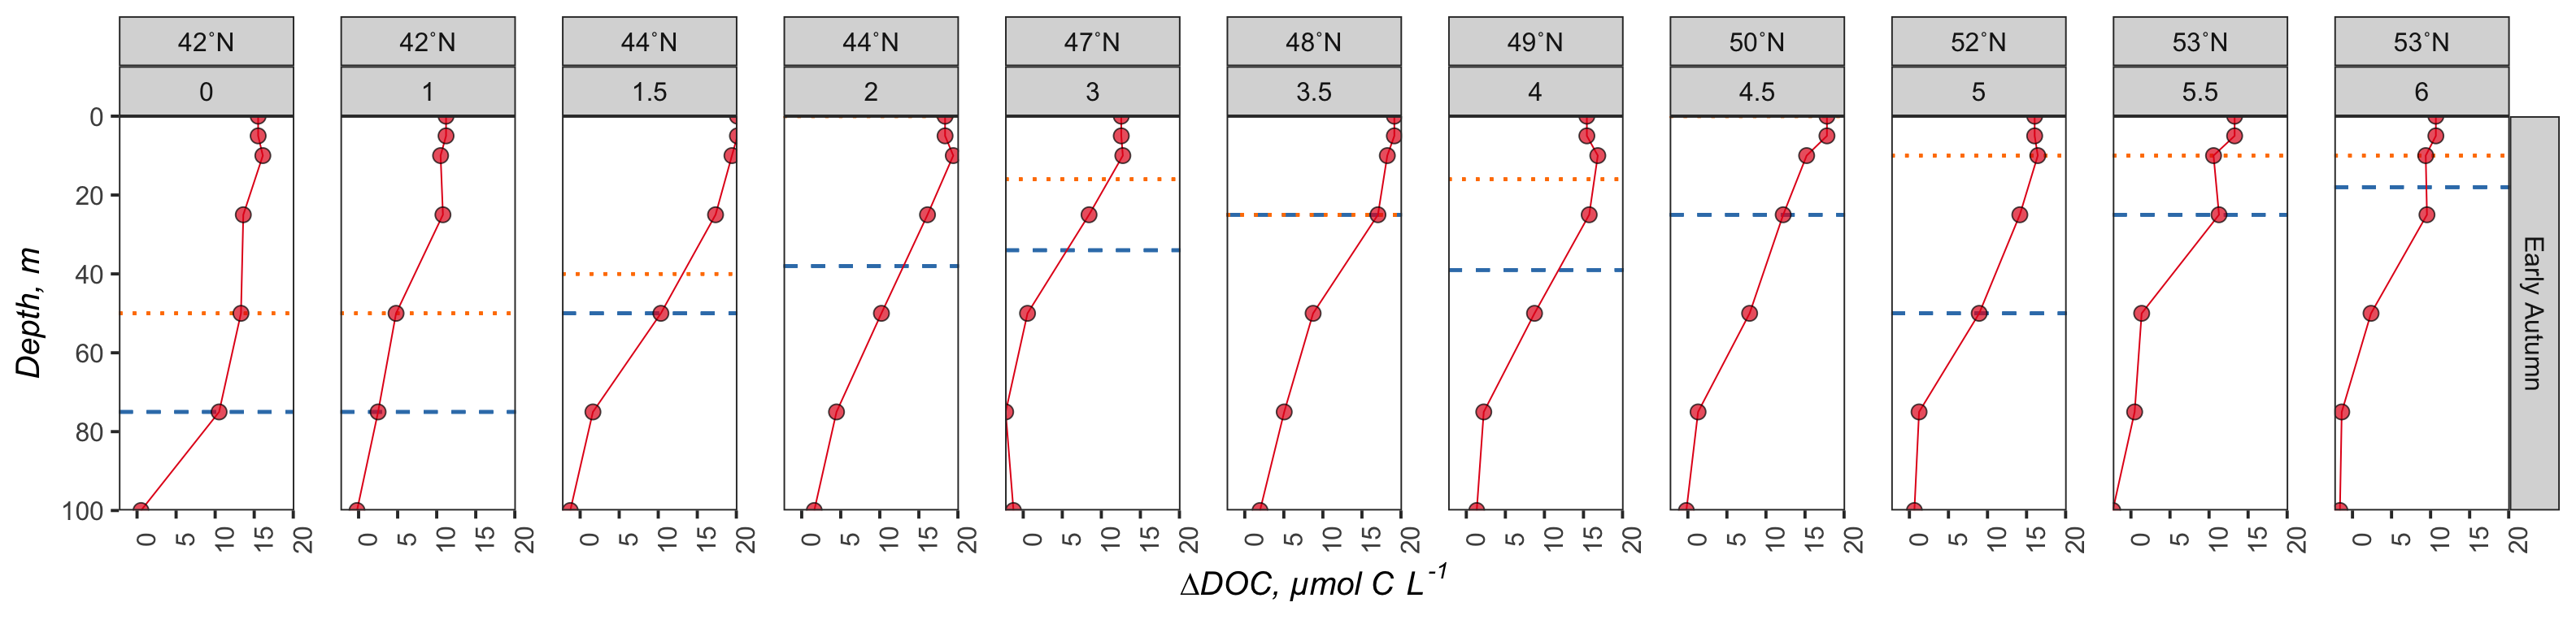 42°N 42°N 44°N 44°N 47°N 48°N 49°N 50°N 52°N 53°N 53°N
0 1 1.5 2 3 3.5 4 4.5 5 5.5 6
0
20
40
60
80
100
Depth, m
Early Autumn
0 5 10 15 20 0 5 10 15 20 0 5 10 15 20 0 5 10 15 20 0 5 10 15 20 0 5 10 15 20 0 5 10 15 20 0 5 10 15 20 0 5 10 15 20 0 5 10 15 20 0 5 10 15 20
ΔDOC, μmol C L⁻¹